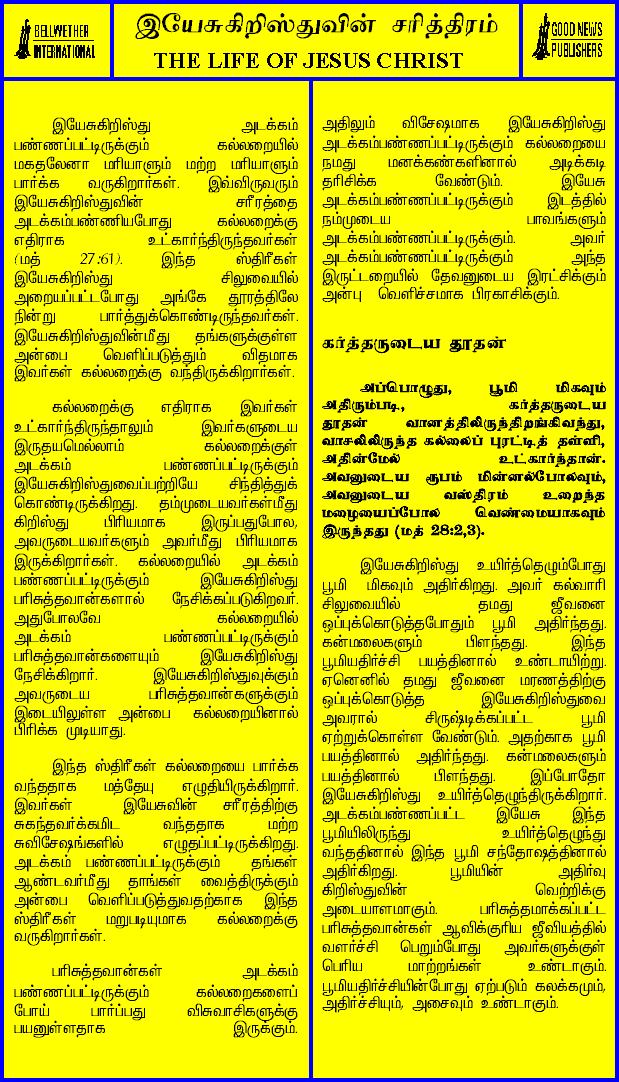 BELLWETHER
INTERNATIONAL
இயேசுகிறிஸ்துவின் சரித்திரம்
THE LIFE OF JESUS CHRIST
GOOD NEWS
PUBLISHERS
இயேசுகிறிஸ்து அடக்கம்
பண்ணப்பட்டிருக்கும் கல்லறையில்
மகதலேனா மரியாளும் மற்ற மரியாளும்
பார்க்க வருகிறார்கள். இவ்விருவரும்
இயேசுகிறிஸ்துவின் சரீரத்தை
அடக்கம்பண்ணியபோது கல்லறைக்கு
எதிராக உட்கார்ந்திருந்தவர்கள்
(மத் 27:61). இந்த ஸ்திரீகள்
இயேசுகிறிஸ்து சிலுவையில்
அறையப்பட்டபோது அங்கே தூரத்திலே
நின்று பார்த்துக்கொண்டிருந்தவர்கள்.
இயேசுகிறிஸ்துவின்மீது தங்களுக்குள்ள
அன்பை வெளிப்படுத்தும் விதமாக
இவர்கள் கல்லறைக்கு வந்திருக்கிறார்கள்.
கல்லறைக்கு எதிராக இவர்கள்
உட்கார்ந்திருந்தாலும் இவர்களுடைய
இருதயமெல்லாம் கல்லறைக்குள்
அடக்கம் பண்ணப்பட்டிருக்கும்
இயேசுகிறிஸ்துவைப்பற்றியே சிந்தித்துக்
கொண்டிருக்கிறது. தம்முடையவர்கள்மீது
கிறிஸ்து பிரியமாக இருப்பதுபோல,
அவருடையவர்களும் அவர்மீது பிரியமாக
இருக்கிறார்கள். கல்லறையில் அடக்கம்
பண்ணப்பட்டிருக்கும் இயேசுகிறிஸ்து
பரிசுத்தவான்களால் நேசிக்கப்படுகிறவர்.
அதுபோலவே கல்லறையில்
அடக்கம் பண்ணப்பட்டிருக்கும்
பரிசுத்தவான்களையும் இயேசுகிறிஸ்து
நேசிக்கிறார். இயேசுகிறிஸ்துவுக்கும்
அவருடைய பரிசுத்தவான்களுக்கும்
இடையிலுள்ள அன்பை கல்லறையினால்
பிரிக்க முடியாது.
இந்த ஸ்திரீகள் கல்லறையை பார்க்க
வந்ததாக மத்தேயு எழுதியிருக்கிறார்.
இவர்கள் இயேசுவின் சரீரத்திற்கு
சுகந்தவர்க்கமிட வந்ததாக மற்ற
சுவிசேஷங்களில் எழுதப்பட்டிருக்கிறது.
அடக்கம் பண்ணப்பட்டிருக்கும் தங்கள்
ஆண்டவர்மீது தாங்கள் வைத்திருக்கும்
அன்பை வெளிப்படுத்துவதற்காக இந்த
ஸ்திரீகள் மறுபடியுமாக கல்லறைக்கு
வருகிறார்கள்.
பரிசுத்தவான்கள் அடக்கம்
பண்ணப்பட்டிருக்கும் கல்லறைகளைப்
போய் பார்ப்பது விசுவாசிகளுக்கு
பயனுள்ளதாக இருக்கும்.
அதிலும் விசேஷமாக இயேசுகிறிஸ்து
அடக்கம்பண்ணப்பட்டிருக்கும் கல்லறையை
நமது மனக்கண்களினால் அடிக்கடி
தரிசிக்க வேண்டும். இயேசு
அடக்கம்பண்ணப்பட்டிருக்கும் இடத்தில்
நம்முடைய பாவங்களும்
அடக்கம்பண்ணப்பட்டிருக்கும். அவர்
அடக்கம்பண்ணப்பட்டிருக்கும் அந்த
இருட்டறையில் தேவனுடைய இரட்சிக்கும்
அன்பு வெளிச்சமாக பிரகாசிக்கும்.
கர்த்தருடைய தூதன்
அப்பொழுது, பூமி மிகவும்
அதிரும்படி, கர்த்தருடைய
தூதன் வானத்திலிருந்திறங்கிவந்து,
வாசலிலிருந்த கல்லைப் புரட்டித் தள்ளி,
அதின்மேல் உட்கார்ந்தான்.
அவனுடைய ரூபம் மின்னல்போலவும்,
அவனுடைய வஸ்திரம் உறைந்த
மழையைப்போல வெண்மையாகவும்
இருந்தது (மத் 28:2,3).
இயேசுகிறிஸ்து உயிர்த்தெழும்போது
பூமி மிகவும் அதிர்கிறது. அவர் கல்வாரி
சிலுவையில் தமது ஜீவனை
ஒப்புக்கொடுத்தபோதும் பூமி அதிர்ந்தது.
கன்மலைகளும் பிளந்தது. இந்த
பூமியதிர்ச்சி பயத்தினால் உண்டாயிற்று.
ஏனெனில் தமது ஜீவனை மரணத்திற்கு
ஒப்புக்கொடுத்த இயேசுகிறிஸ்துவை
அவரால் சிருஷ்டிக்கப்பட்ட பூமி
ஏற்றுக்கொள்ள வேண்டும். அதற்காக பூமி
பயத்தினால் அதிர்ந்தது. கன்மலைகளும்
பயத்தினால் பிளந்தது. இப்போதோ
இயேசுகிறிஸ்து உயிர்த்தெழுந்திருக்கிறார்.
அடக்கம்பண்ணப்பட்ட இயேசு இந்த
பூமியிலிருந்து உயிர்த்தெழுந்து
வந்ததினால் இந்த பூமி சந்தோஷத்தினால்
அதிர்கிறது. பூமியின் அதிர்வு
கிறிஸ்துவின் வெற்றிக்கு
அடையாளமாகும். பரிசுத்தமாக்கப்பட்ட
பரிசுத்தவான்கள் ஆவிக்குரிய ஜீவியத்தில்
வளர்ச்சி பெறும்போது அவர்களுக்குள்
பெரிய மாற்றங்கள் உண்டாகும்.
பூமியதிர்ச்சியின்போது ஏற்படும் கலக்கமும்,
அதிர்ச்சியும், அசைவும் உண்டாகும்.